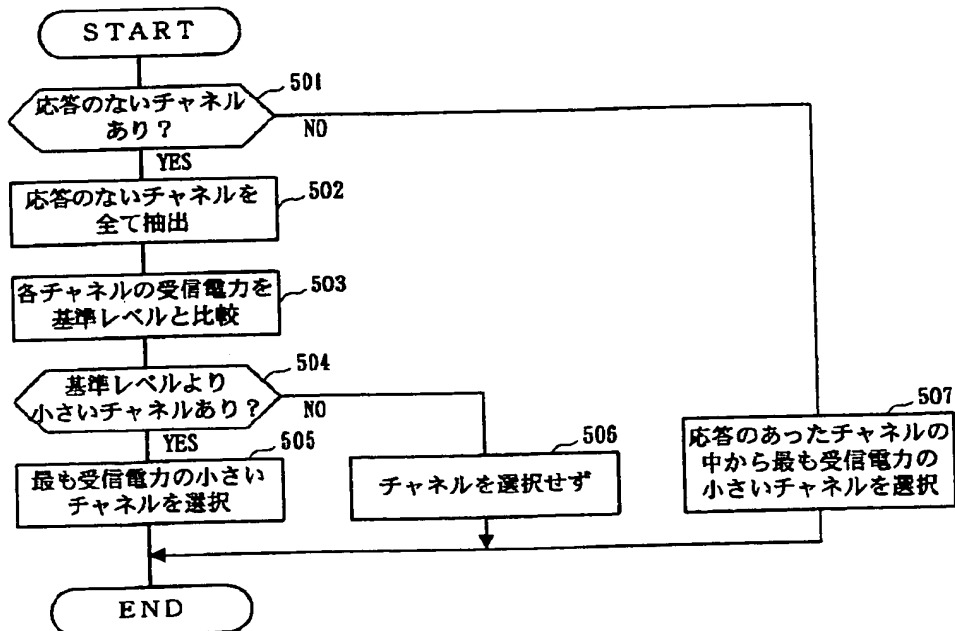 START
応答のないチャネル
あり?
501
NO
YES
応答のないチャネルを
全て抽出
502
各チャネルの受信電力を
基準レベルと比較
503
基準レベルより
小さいチャネルあり?
504
NO
YES
最も受信電力の小さい
チャネルを選択
505
チャネルを選択せず
506
応答のあったチャネルの
中から最も受信電力の
小さいチャネルを選択
507
END